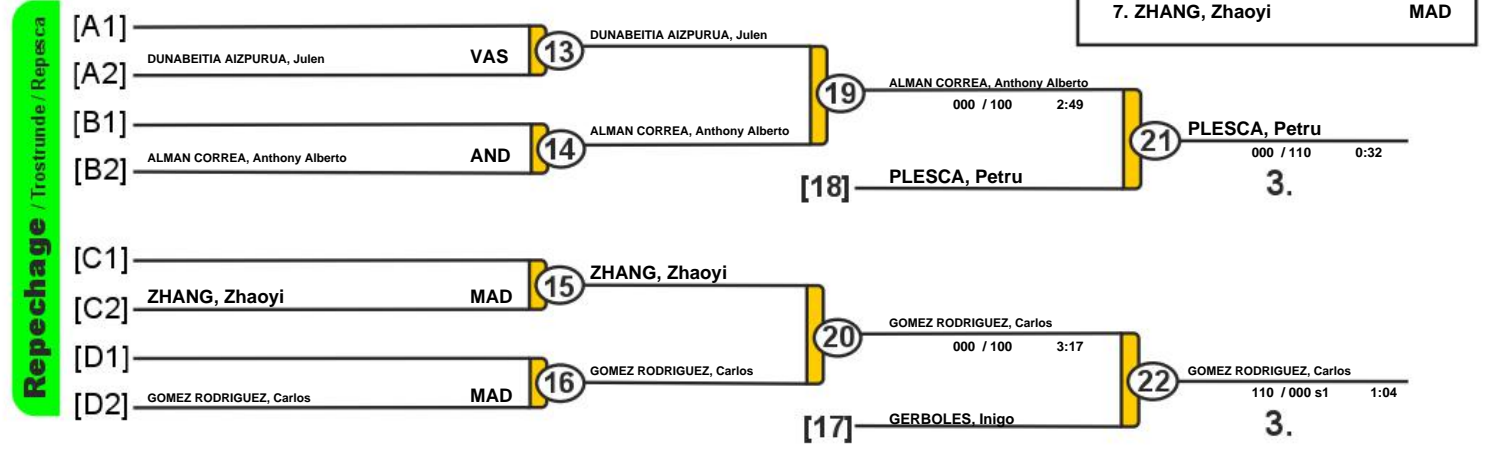 7. ZHANG, Zhaoyi MAD
Repechage / Trostrunde / Repesca
[A1]
DUNABEITIA AIZPURUA, Julen VAS
[A2]
13
DUNABEITIA AIZPURUA, Julen
[B1]
ALMAN CORREA, Anthony Alberto AND
[B2]
14
ALMAN CORREA, Anthony Alberto
19
ALMAN CORREA, Anthony Alberto
000 / 100 2:49
[18] PLESCA, Petru
21
PLESCA, Petru
000 / 110 0:32
3.
[C1]
ZHANG, Zhaoyi MAD
[C2]
15
ZHANG, Zhaoyi
[D1]
GOMEZ RODRIGUEZ, Carlos MAD
[D2]
16
GOMEZ RODRIGUEZ, Carlos
20
GOMEZ RODRIGUEZ, Carlos
000 / 100 3:17
[17] GERBOLES, Inigo
22
GOMEZ RODRIGUEZ, Carlos
110 / 000 s1 1:04
3.